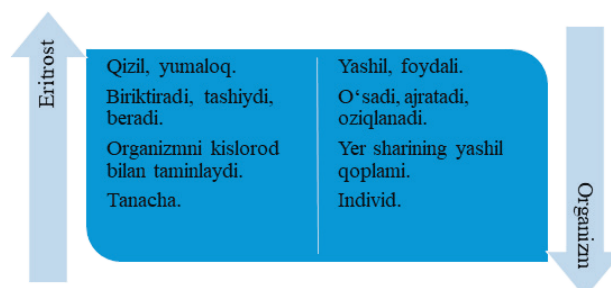 Eritrost
Qizil, yumaloq.
Biriktiradi, tashiydi,
beradi.
Organizmni kislorod
bilan taminlaydi.
Tanacha.
Yashil, foydali.
O‘sadi, ajratadi,
oziqlanadi.
Yer sharining yashil
qoplami.
Individ.
Organizm